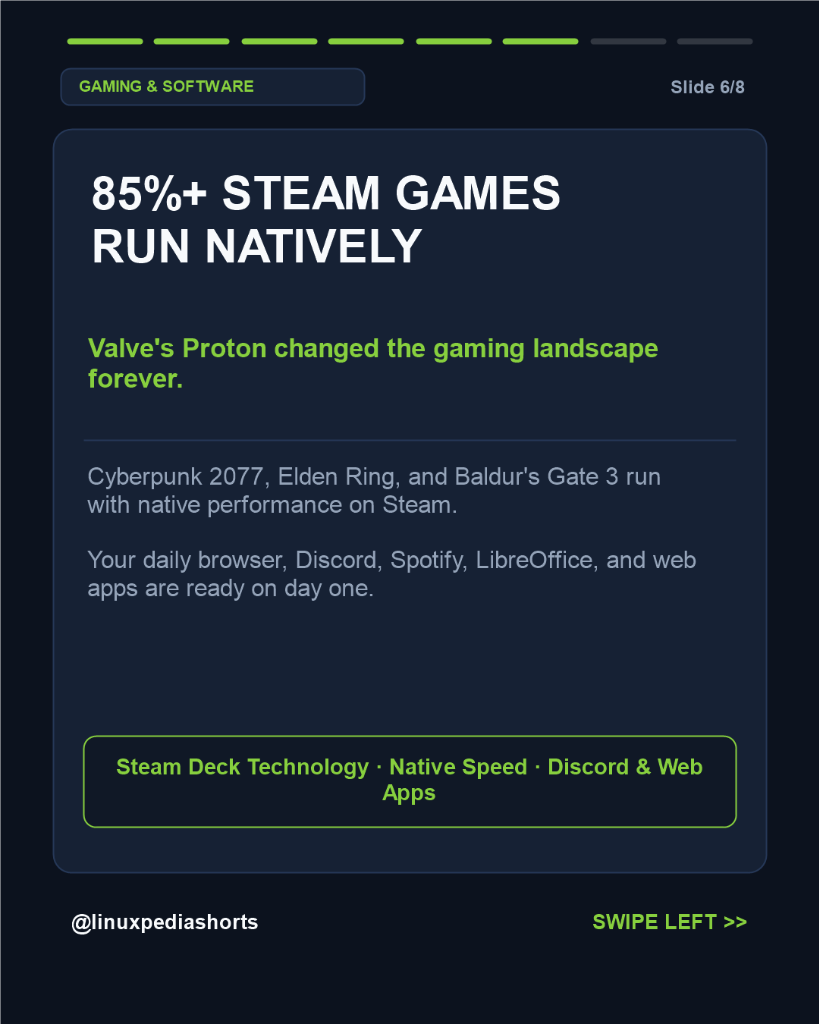 GAMING & SOFTWARE
Slide 6/8
85%+ STEAM GAMES
RUN NATIVELY
Valve's Proton changed the gaming landscape
forever.
Cyberpunk 2077, Elden Ring, and Baldur's Gate 3 run
with native performance on Steam.
Your daily browser, Discord, Spotify, LibreOffice, and web
apps are ready on day one.
Steam Deck Technology · Native Speed · Discord & Web
Apps
@linuxpediashorts
SWIPE LEFT >>